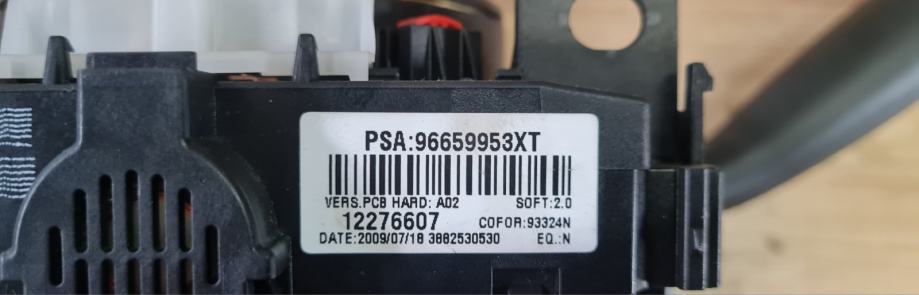 PSA:96659953XT
VERS.PCB HARD: A02 SOFT:2.0
12276607 COFOR:93324N
DATE:2009/07/18 3882530530 EQ.:N